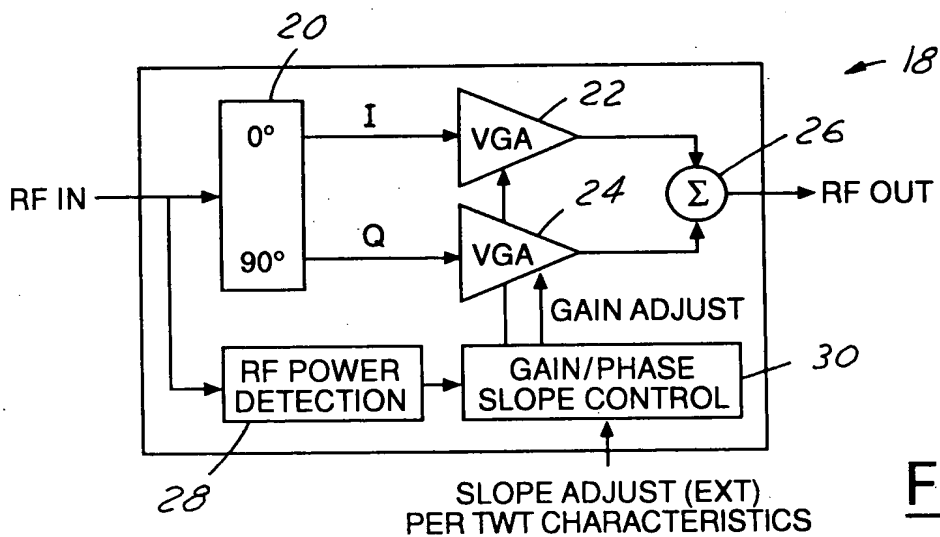 20
18
0°
I
22
VGA
26
RF IN
24
Σ
RF OUT
90°
Q
VGA
GAIN ADJUST
30
RF POWER
DETECTION
GAIN/PHASE
SLOPE CONTROL
28
SLOPE ADJUST (EXT)
PER TWT CHARACTERISTICS
F